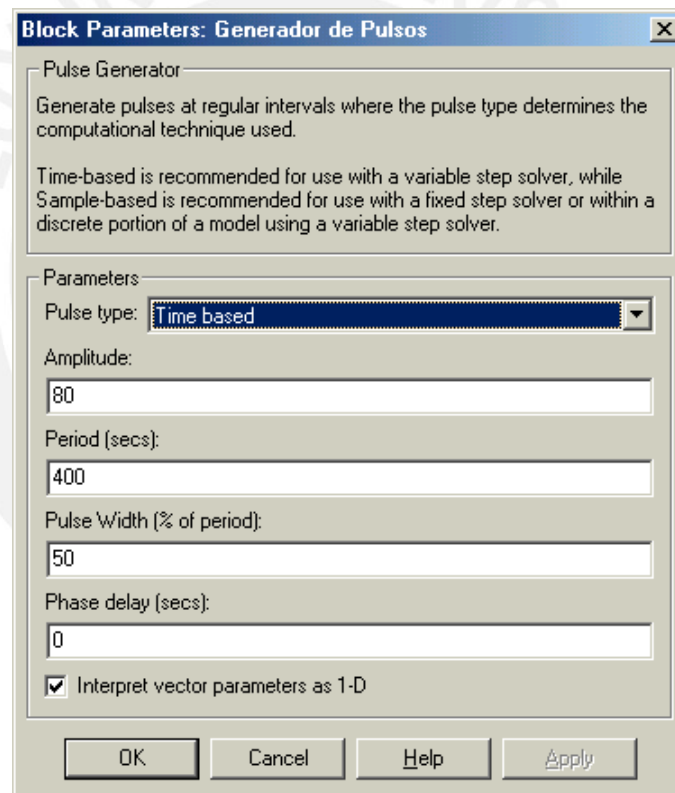 Block Parameters: Generador de Pulsos
Pulse Generator
Generate pulses at regular intervals where the pulse type determines the
computational technique used.
Time-based is recommended for use with a variable step solver, while
Sample-based is recommended for use with a fixed step solver or within a
discrete portion of a model using a variable step solver.
Parameters
Pulse type: Time based
Amplitude:
80
Period (secs):
400
Pulse Width (% of period):
50
Phase delay (secs):
0
Interpret vector parameters as 1-D
OK Cancel Help Apply